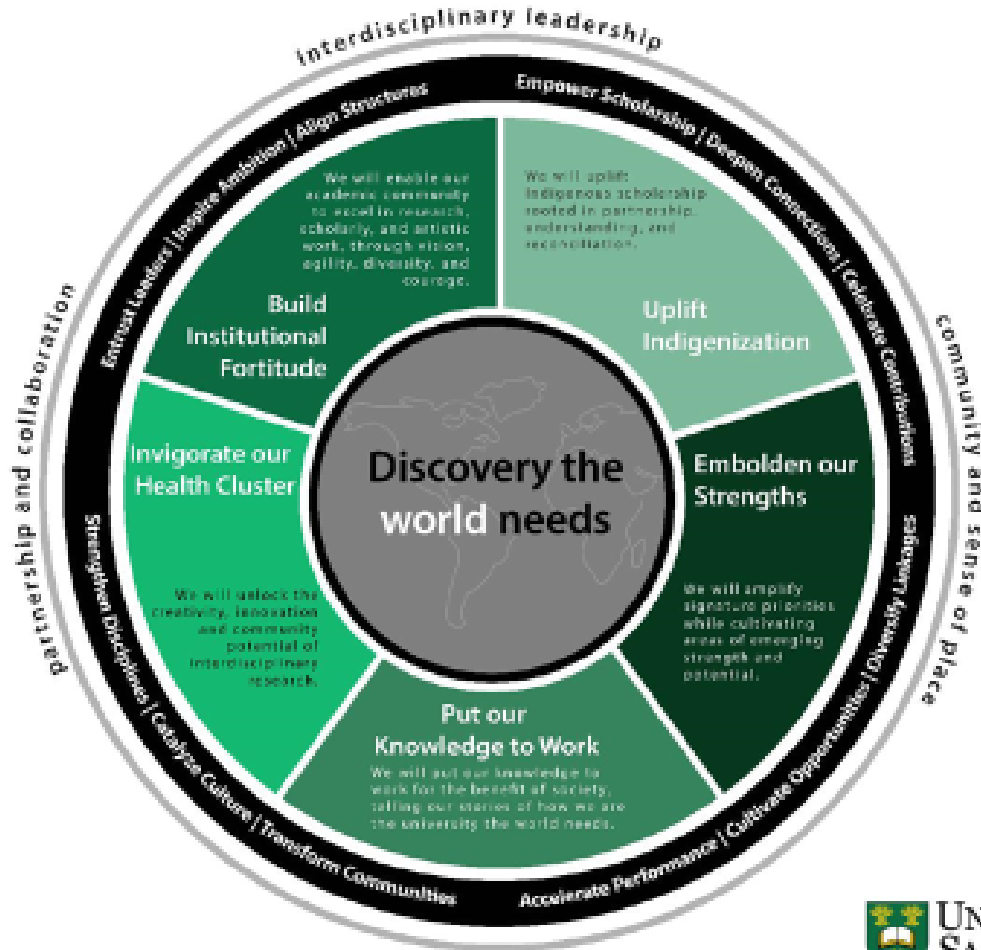 interdisciplinary leadership
Entrust Leaders | Inspire Ambition | Align Structures
Empower Scholarship | Deepen Connections | Celebrate Contributions
We will enable our
academic community
to excel in research,
scholarly, and artistic
work, through vision,
agility, diversity, and
courage.
Build
Institutional
Fortitude
We will uplift
Indigenous scholarship
rooted in partnership,
understanding, and
reconciliation.
Uplift
Indigenization
partnership and collaboration
community and sense of place
Invigorate our
Health Cluster
We will unlock the
creativity, innovation
and community
potential of
interdisciplinary
research.
Discovery the
world needs
Embolden our
Strengths
We will amplify
signature priorities
while cultivating
areas of emerging
strength and
potential.
Put our
Knowledge to Work
We will put our knowledge to
work for the benefit of society,
telling our stories of how we are
the university the world needs.
Strengthen Disciplines | Catalyze Culture | Transform Communities
Accelerate Performance | Cultivate Opportunities | Diversify Linkages
UN
SA